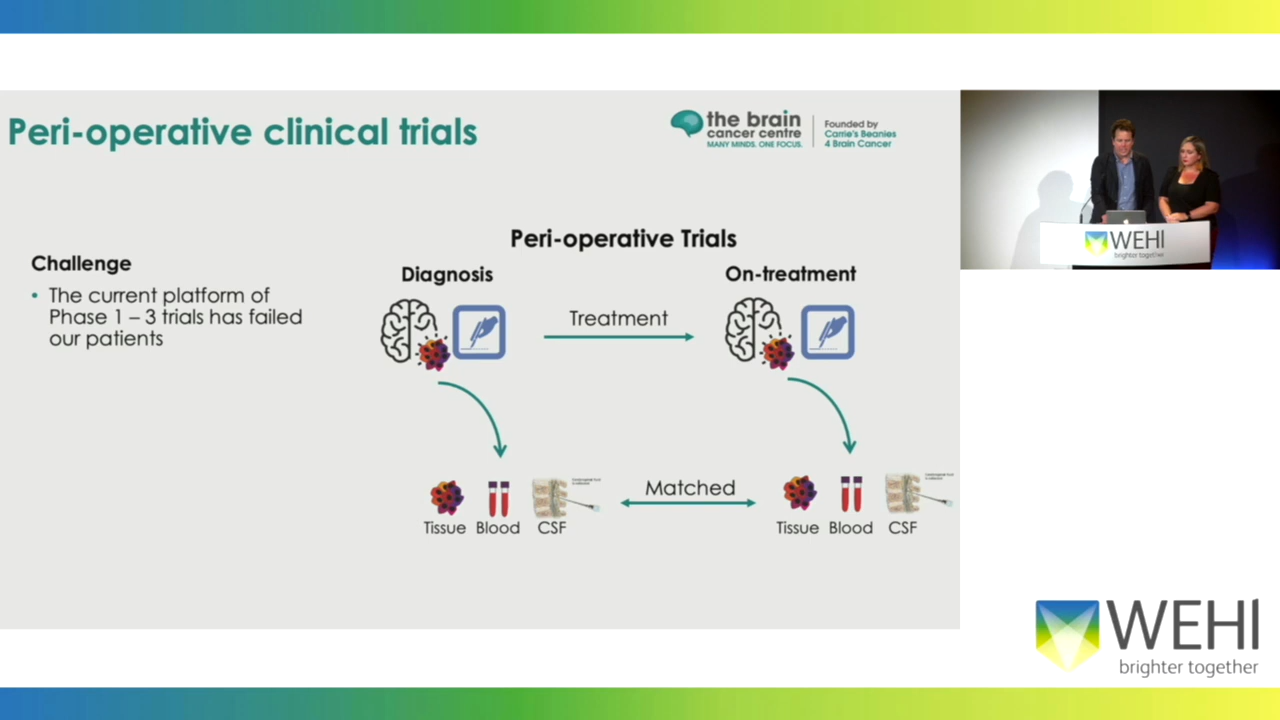 Peri-operative clinical trials
the brain
cancer centre
MANY MINDS. ONE FOCUS.
Founded by
Carrie's Beanies
4 Brain Cancer
Peri-operative Trials
Challenge
• The current platform of
Phase 1 – 3 trials has failed
our patients
Diagnosis
On-treatment
Treatment
Matched
Tissue Blood CSF
Tissue Blood CSF
WEHI
brighter together
WEHI
brighter together